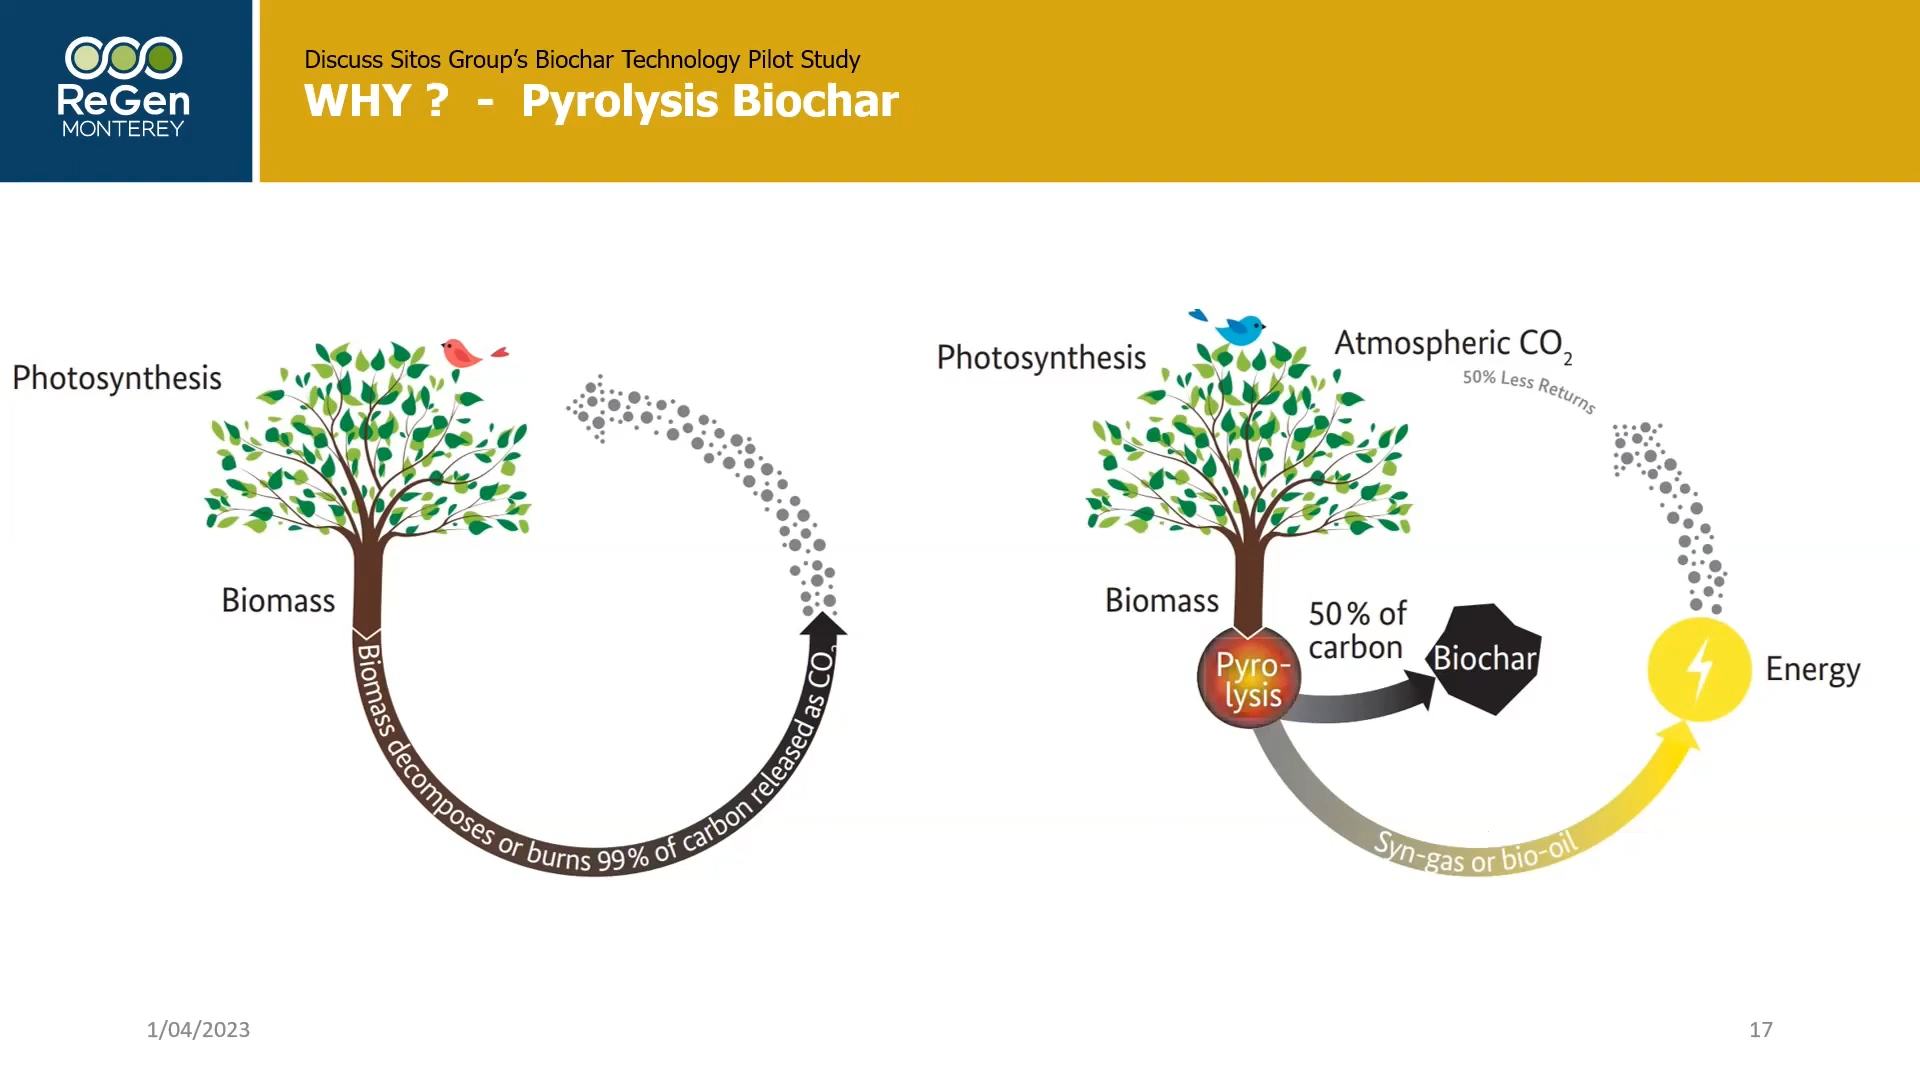 ReGen
MONTEREY
Discuss Sitos Group's Biochar Technology Pilot Study
WHY ? - Pyrolysis Biochar
Photosynthesis
Biomass
Biomass decomposes or burns 99% of carbon released as CO2
Photosynthesis
Atmospheric CO2
50% Less Returns
Biomass
50% of
carbon
Pyro-
lysis
Biochar
Energy
Syn-gas or bio-oil
1/04/2023
17